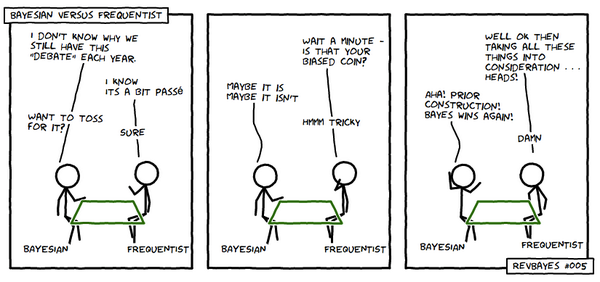 BAYESIAN VERSUS FREQUENTIST
I DON'T KNOW WHY WE
STILL HAVE THIS
"DEBATE" EACH YEAR.
I KNOW
ITS A BIT PASSÉ
WANT TO TOSS
FOR IT?
SURE
BAYESIAN
FREQUENTIST
WAIT A MINUTE -
IS THAT YOUR
BIASED COIN?
MAYBE IT IS
MAYBE IT ISN'T
HMMM TRICKY
BAYESIAN
FREQUENTIST
WELL OK THEN
TAKING ALL THESE
THINGS INTO
CONSIDERATION . . .
HEADS!
AHA! PRIOR
CONSTRUCTION!
BAYES WINS AGAIN!
DAMN
BAYESIAN
FREQUENTIST
REVBAYES #005